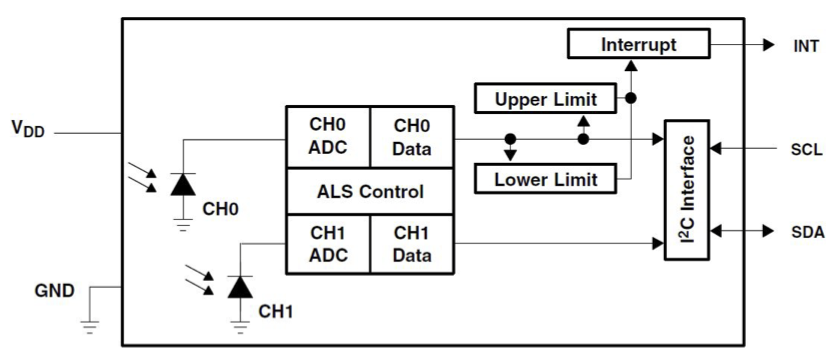 Interrupt
INT
Upper Limit
V_DD
CH0
ADC
CH0
Data
SCL
Lower Limit
ALS Control
I²C Interface
CH0
CH1
ADC
CH1
Data
SDA
GND
CH1